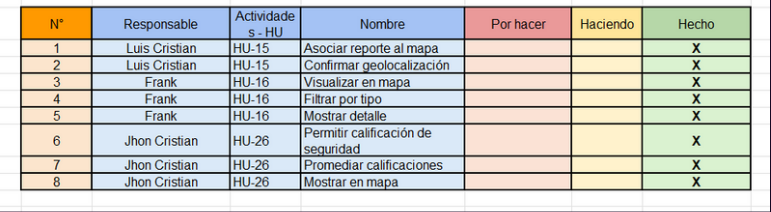 N° Responsable Actividade s - HU Nombre Por hacer Haciendo Hecho
1 Luis Cristian HU-15 Asociar reporte al mapa X
2 Luis Cristian HU-15 Confirmar geolocalización X
3 Frank HU-16 Visualizar en mapa X
4 Frank HU-16 Filtrar por tipo X
5 Frank HU-16 Mostrar detalle X
6 Jhon Cristian HU-26 Permitir calificación de seguridad X
7 Jhon Cristian HU-26 Promediar calificaciones X
8 Jhon Cristian HU-26 Mostrar en mapa X